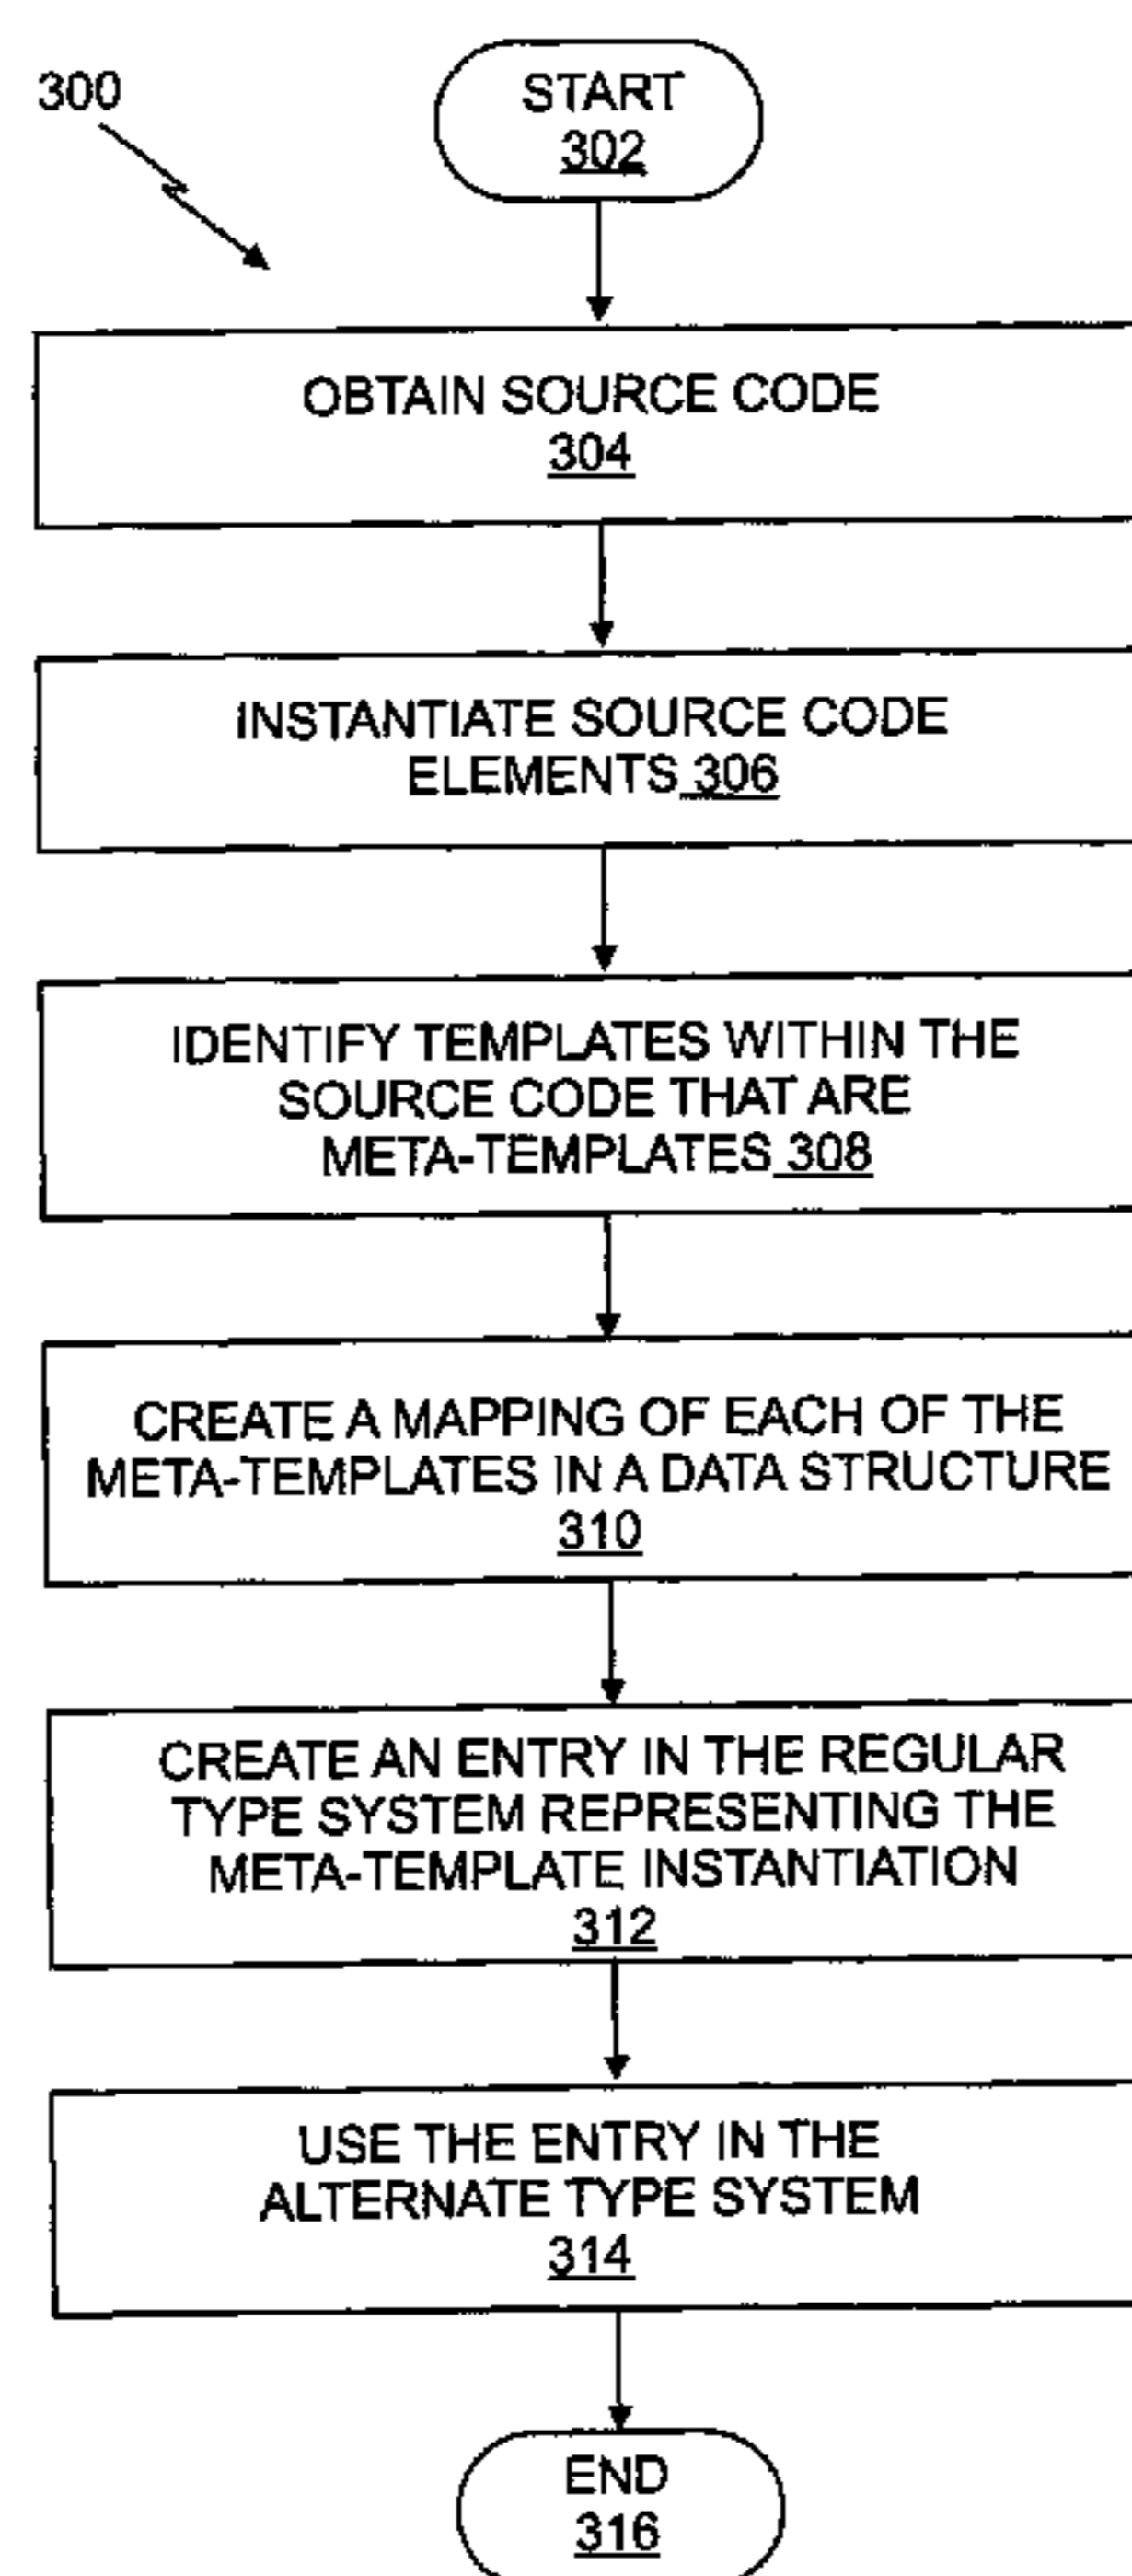 300
START
302
OBTAIN SOURCE CODE
304
INSTANTIATE SOURCE CODE
ELEMENTS 306
IDENTIFY TEMPLATES WITHIN THE
SOURCE CODE THAT ARE
META-TEMPLATES 308
CREATE A MAPPING OF EACH OF THE
META-TEMPLATES IN A DATA STRUCTURE
310
CREATE AN ENTRY IN THE REGULAR
TYPE SYSTEM REPRESENTING THE
META-TEMPLATE INSTANTIATION
312
USE THE ENTRY IN THE
ALTERNATE TYPE SYSTEM
314
END
316